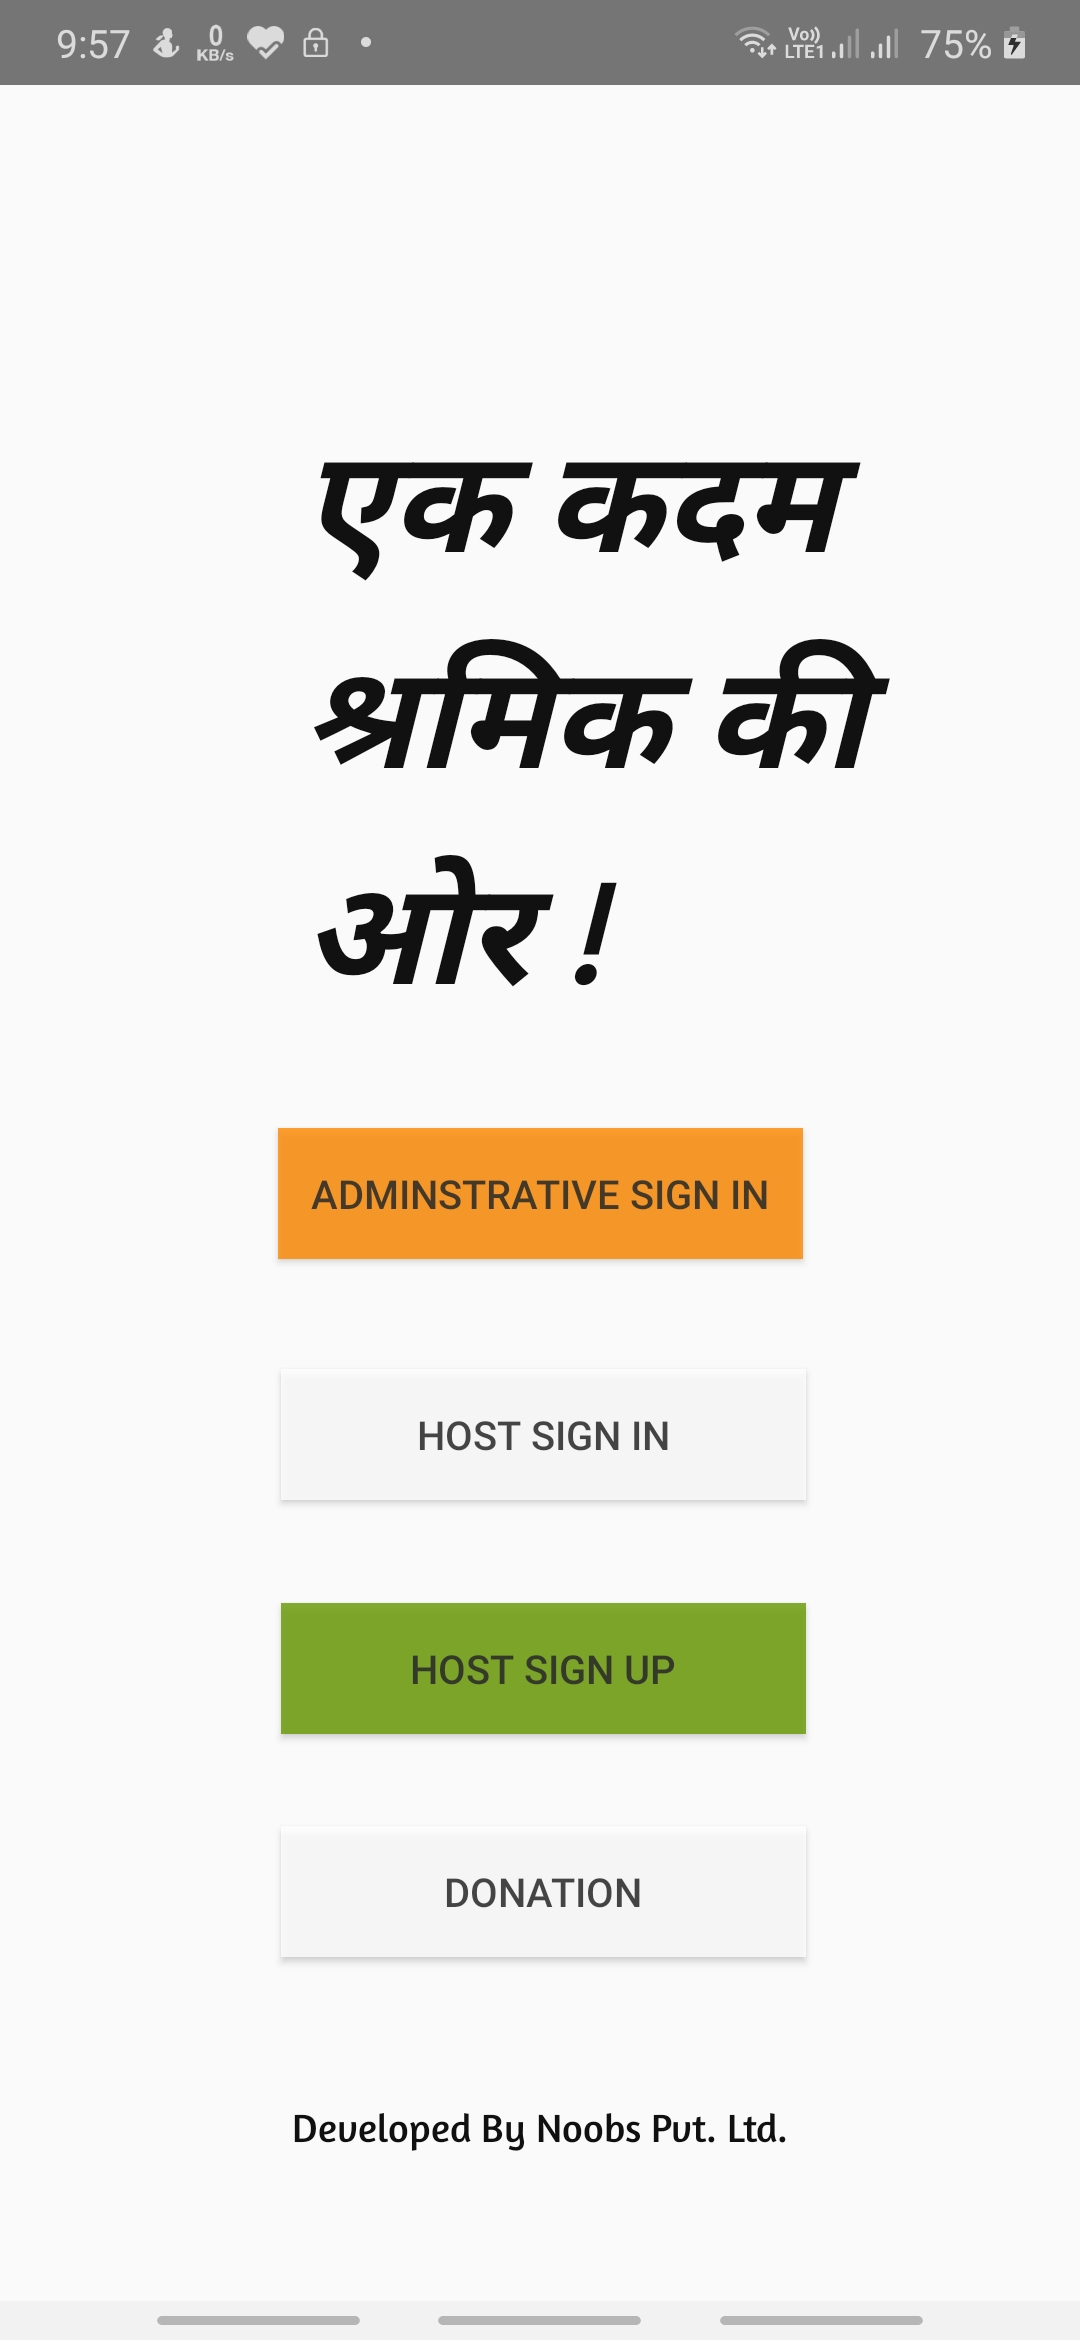 9:57 0 KB/s Vo)) LTE1 75%
एक कदम
श्रमिक की
ओर !
ADMINSTRATIVE SIGN IN
HOST SIGN IN
HOST SIGN UP
DONATION
Developed By Noobs Pvt. Ltd.